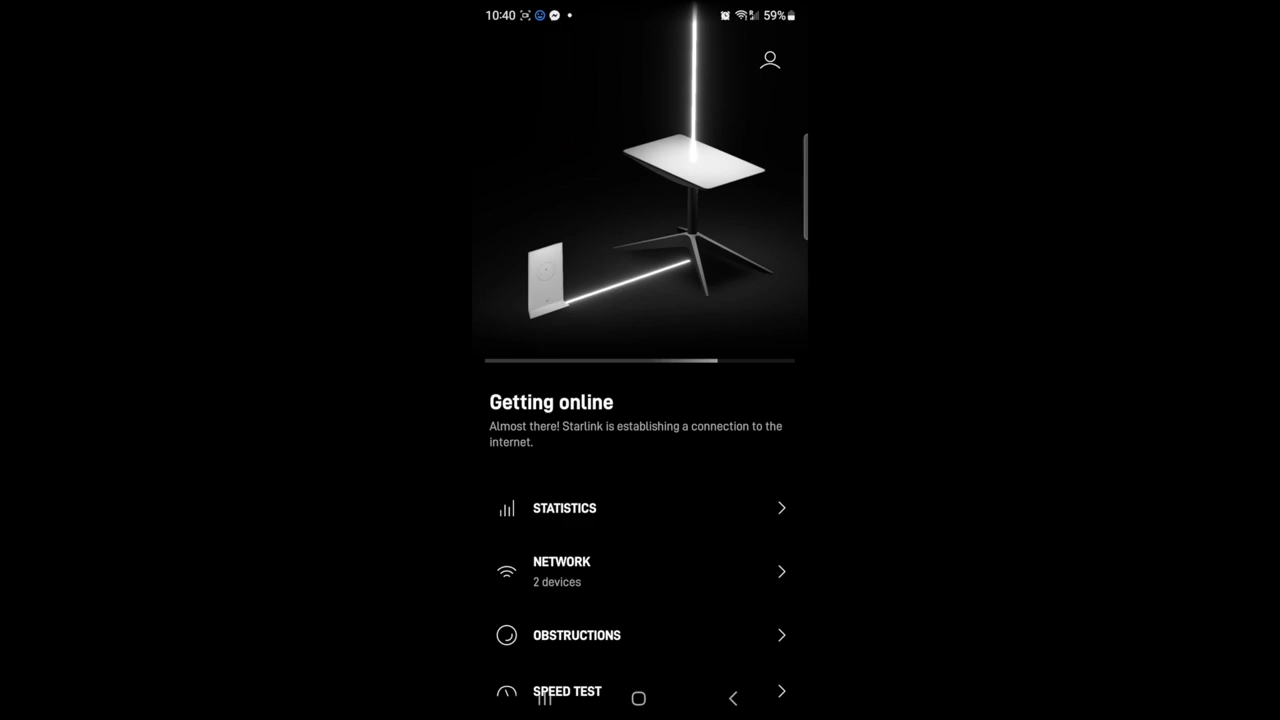 10:40 59%
Getting online
Almost there! Starlink is establishing a connection to the
internet.
STATISTICS
NETWORK
2 devices
OBSTRUCTIONS
SPEED TEST